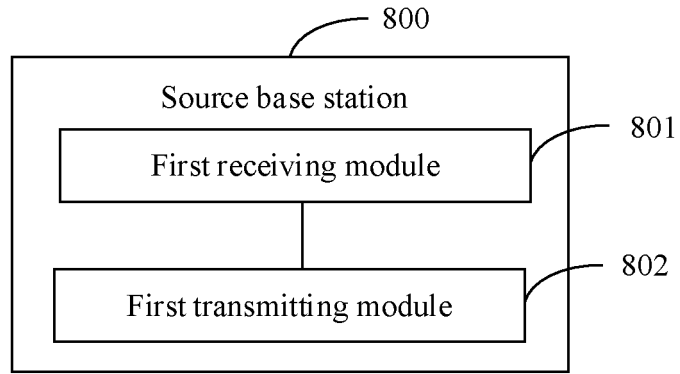 800
Source base station
801
First receiving module
802
First transmitting module